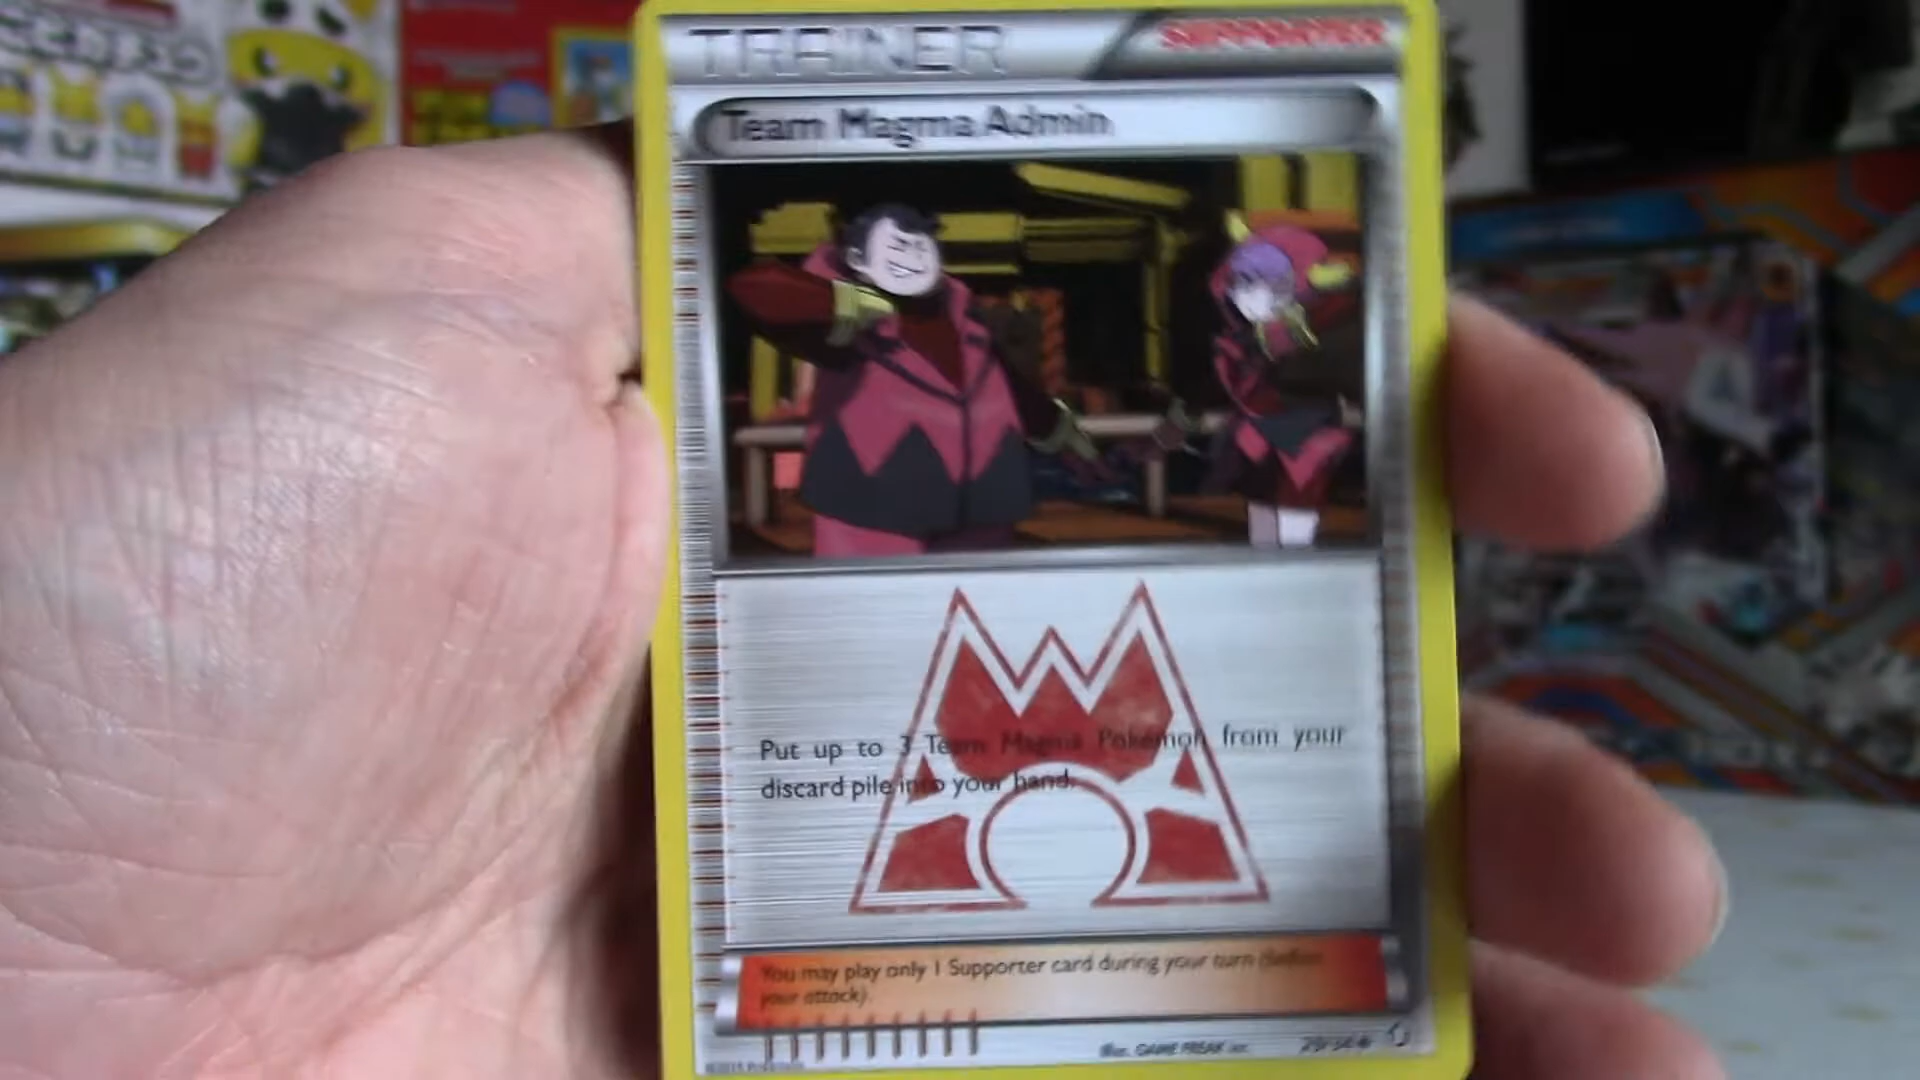 TRAINER
SUPPORTER
Team Magma Admin
Put up to 3 Team Magma Pokémon from your
discard pile into your hand.
You may play only 1 Supporter card during your turn (before
your attack).
Illus. GAME FREAK inc.